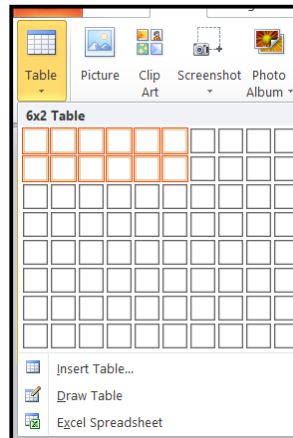 Table Picture Clip Screenshot Photo
Art Album
6x2 Table
Insert Table...
Draw Table
Excel Spreadsheet